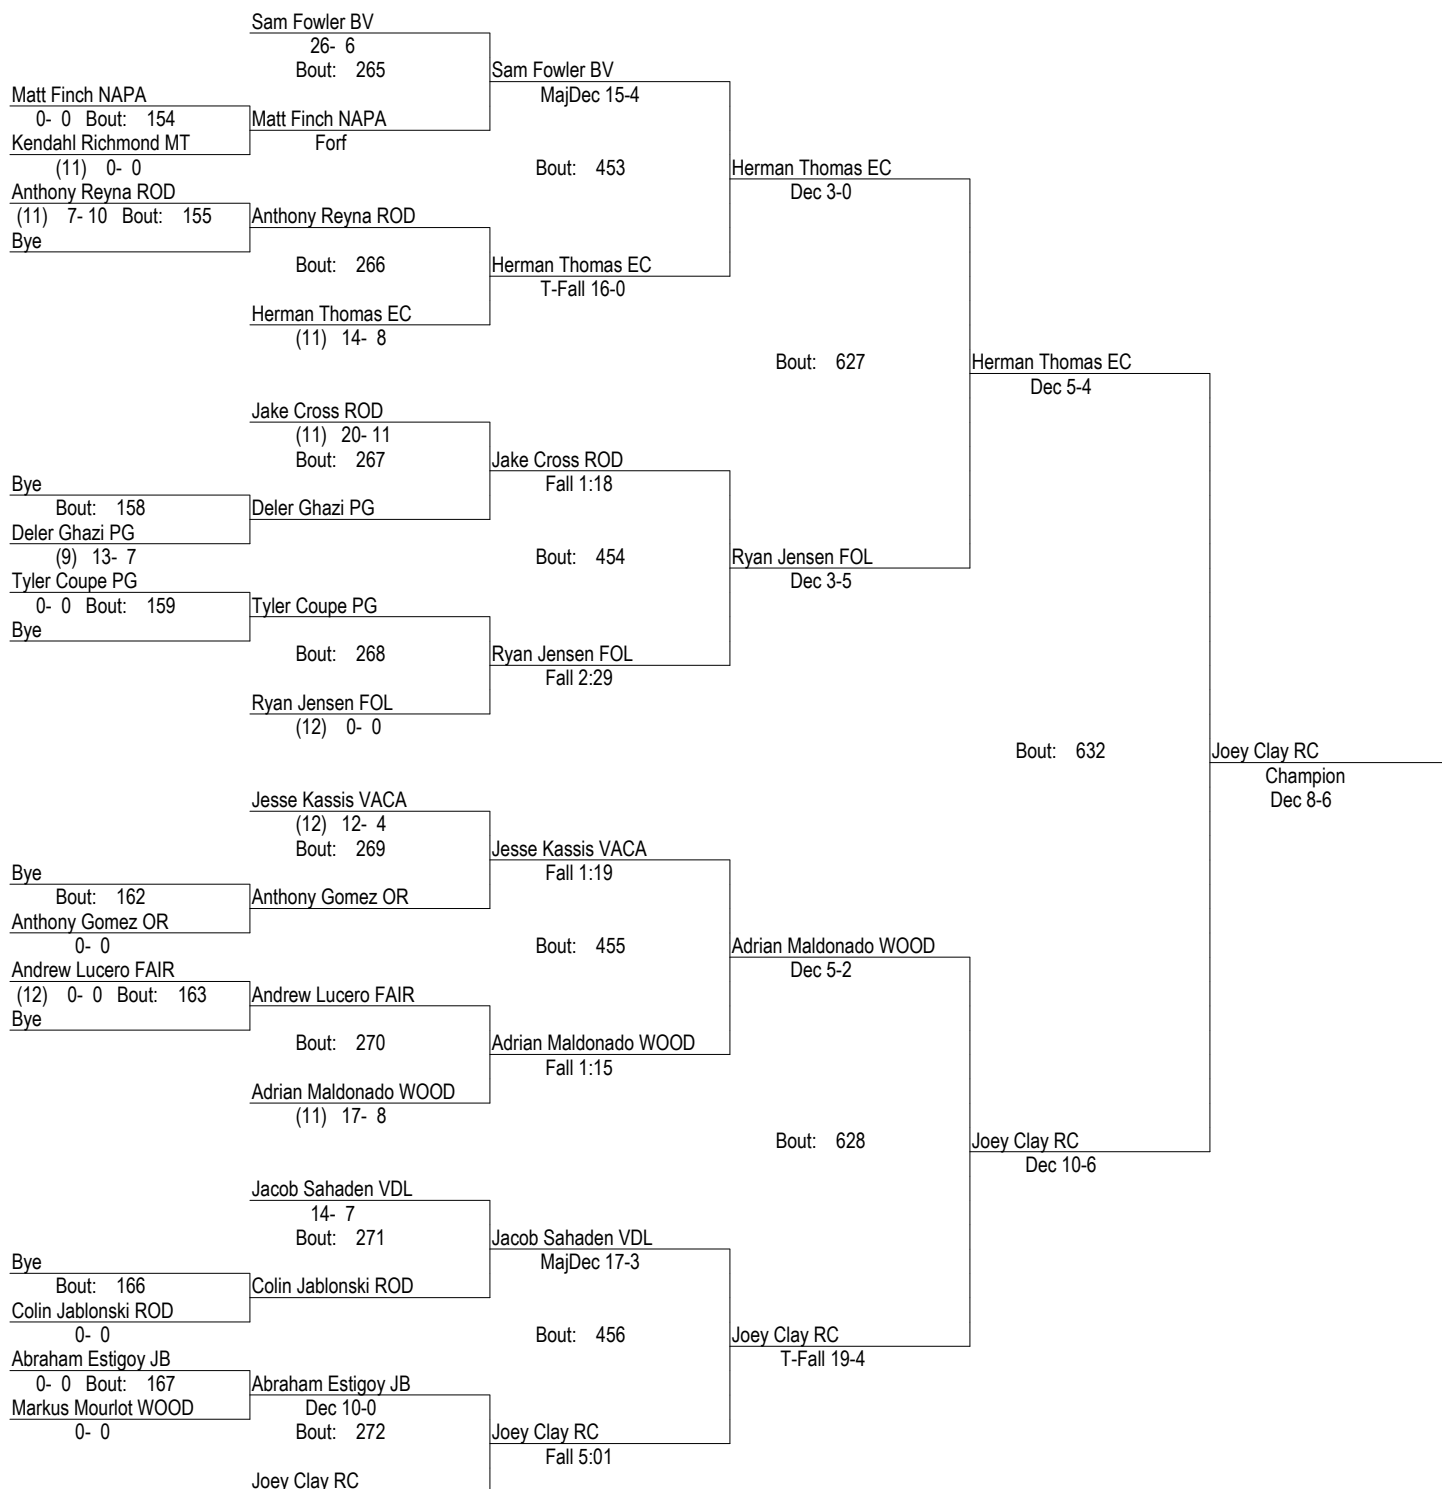 Sam Fowler BV
26- 6
Bout: 265
Sam Fowler BV
MajDec 15-4
Matt Finch NAPA
0- 0 Bout: 154
Matt Finch NAPA
Forf
Kendahl Richmond MT
(11) 0- 0
Bout: 453
Herman Thomas EC
Dec 3-0
Anthony Reyna ROD
(11) 7- 10 Bout: 155
Anthony Reyna ROD
Bye
Bout: 266
Herman Thomas EC
T-Fall 16-0
Herman Thomas EC
(11) 14- 8
Bout: 627
Herman Thomas EC
Dec 5-4
Jake Cross ROD
(11) 20- 11
Bout: 267
Jake Cross ROD
Fall 1:18
Bye
Bout: 158
Deler Ghazi PG
Deler Ghazi PG
(9) 13- 7
Bout: 454
Ryan Jensen FOL
Dec 3-5
Tyler Coupe PG
0- 0 Bout: 159
Tyler Coupe PG
Bye
Bout: 268
Ryan Jensen FOL
Fall 2:29
Ryan Jensen FOL
(12) 0- 0
Bout: 632
Joey Clay RC
Champion
Dec 8-6
Jesse Kassis VACA
(12) 12- 4
Bout: 269
Jesse Kassis VACA
Fall 1:19
Bye
Bout: 162
Anthony Gomez OR
Anthony Gomez OR
0- 0
Bout: 455
Adrian Maldonado WOOD
Dec 5-2
Andrew Lucero FAIR
(12) 0- 0 Bout: 163
Andrew Lucero FAIR
Bye
Bout: 270
Adrian Maldonado WOOD
Fall 1:15
Adrian Maldonado WOOD
(11) 17- 8
Bout: 628
Joey Clay RC
Dec 10-6
Jacob Sahaden VDL
14- 7
Bout: 271
Jacob Sahaden VDL
MajDec 17-3
Bye
Bout: 166
Colin Jablonski ROD
Colin Jablonski ROD
0- 0
Bout: 456
Joey Clay RC
T-Fall 19-4
Abraham Estigoy JB
0- 0 Bout: 167
Abraham Estigoy JB
Dec 10-0
Markus Mourlot WOOD
0- 0
Bout: 272
Joey Clay RC
Fall 5:01
Joey Clay RC